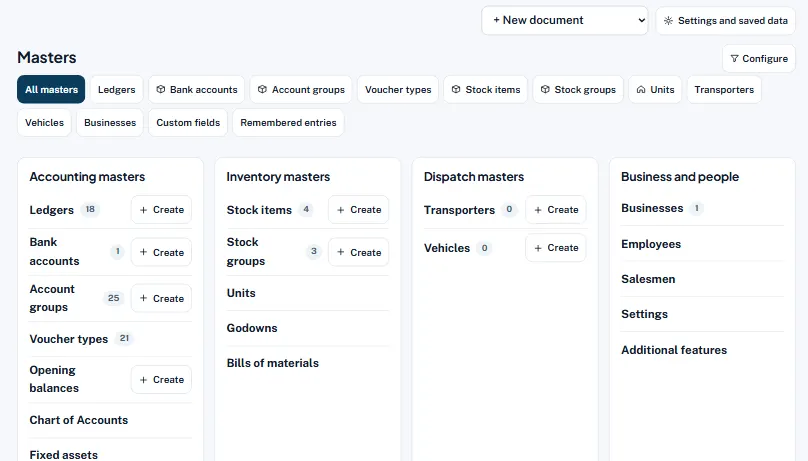 + New document
Settings and saved data
Masters
Configure
All masters
Ledgers
Bank accounts
Account groups
Voucher types
Stock items
Stock groups
Units
Transporters
Vehicles
Businesses
Custom fields
Remembered entries
Accounting masters
Ledgers 18 + Create
Bank
accounts 1 + Create
Account
groups 25 + Create
Voucher types 21
Opening
balances + Create
Chart of Accounts
Fixed assets
Inventory masters
Stock items 4 + Create
Stock
groups 3 + Create
Units
Godowns
Bills of materials
Dispatch masters
Transporters 0 + Create
Vehicles 0 + Create
Business and people
Businesses 1
Employees
Salesmen
Settings
Additional features